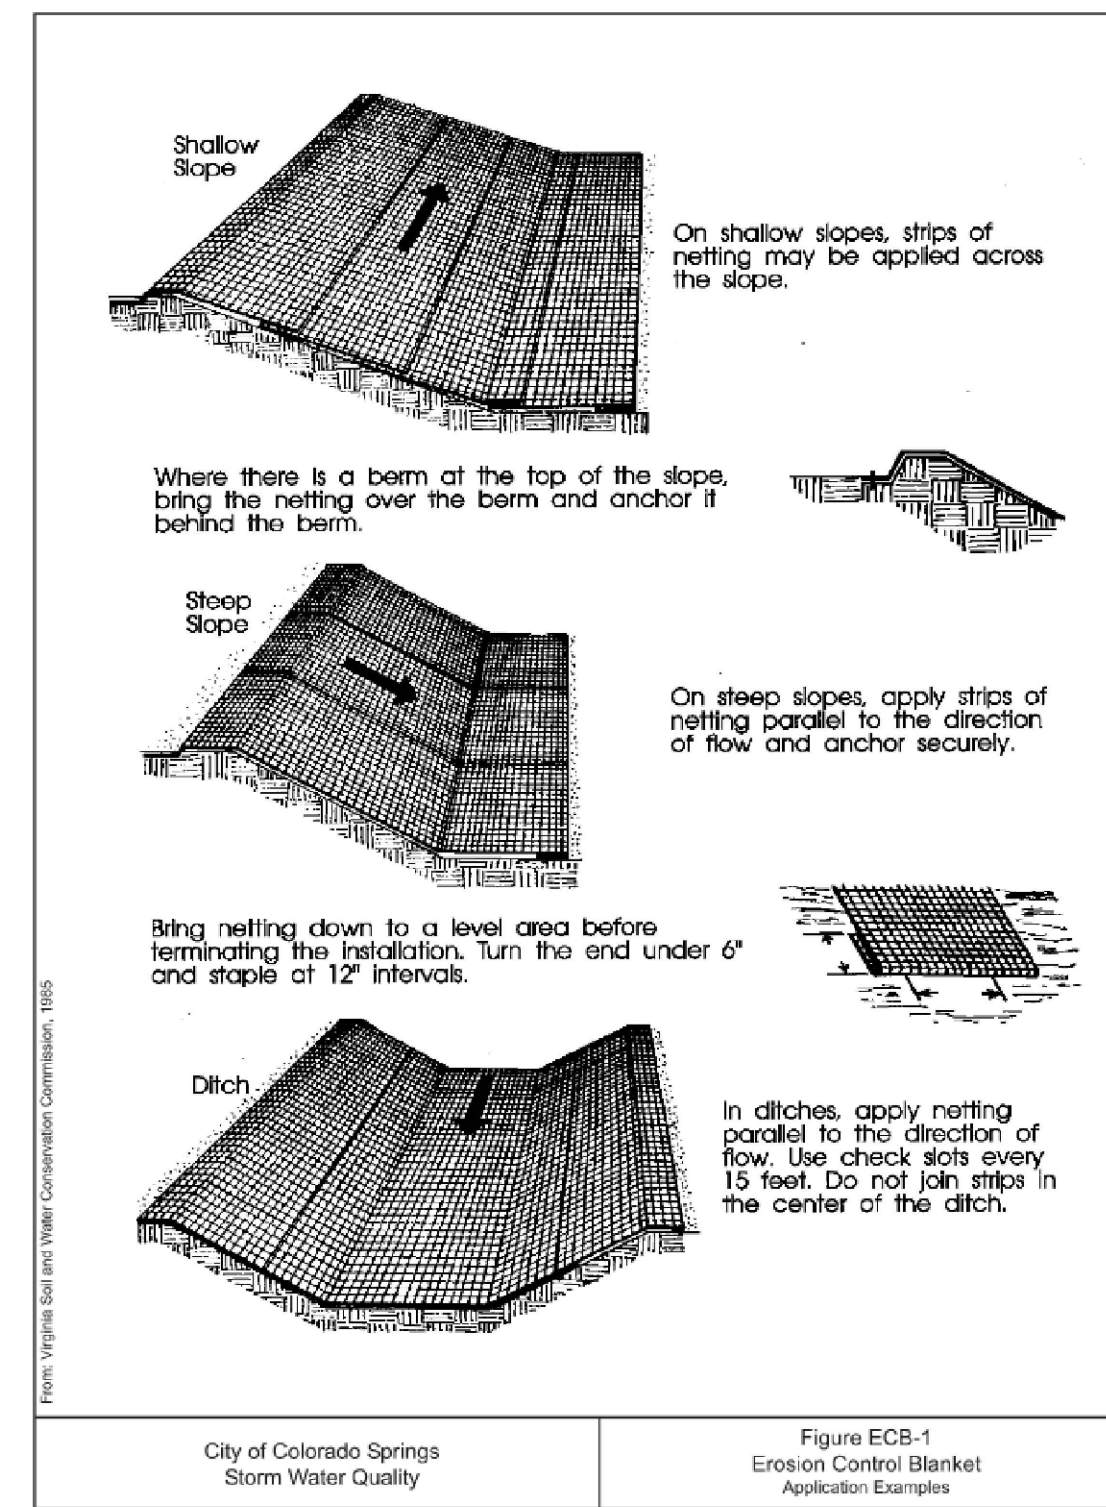 Shallow
Slope
On shallow slopes, strips of
netting may be applied across
the slope.
Where there is a berm at the top of the slope,
bring the netting over the berm and anchor it
behind the berm.
Steep
Slope
On steep slopes, apply strips of
netting parallel to the direction
of flow and anchor securely.
Bring netting down to a level area before
terminating the installation. Turn the end under 6"
and staple at 12" intervals.
Ditch
In ditches, apply netting
parallel to the direction of
flow. Use check slots every
15 feet. Do not join strips in
the center of the ditch.
From: Virginia Soil and Water Conservation Commission, 1985
City of Colorado Springs
Storm Water Quality
Figure ECB-1
Erosion Control Blanket
Application Examples